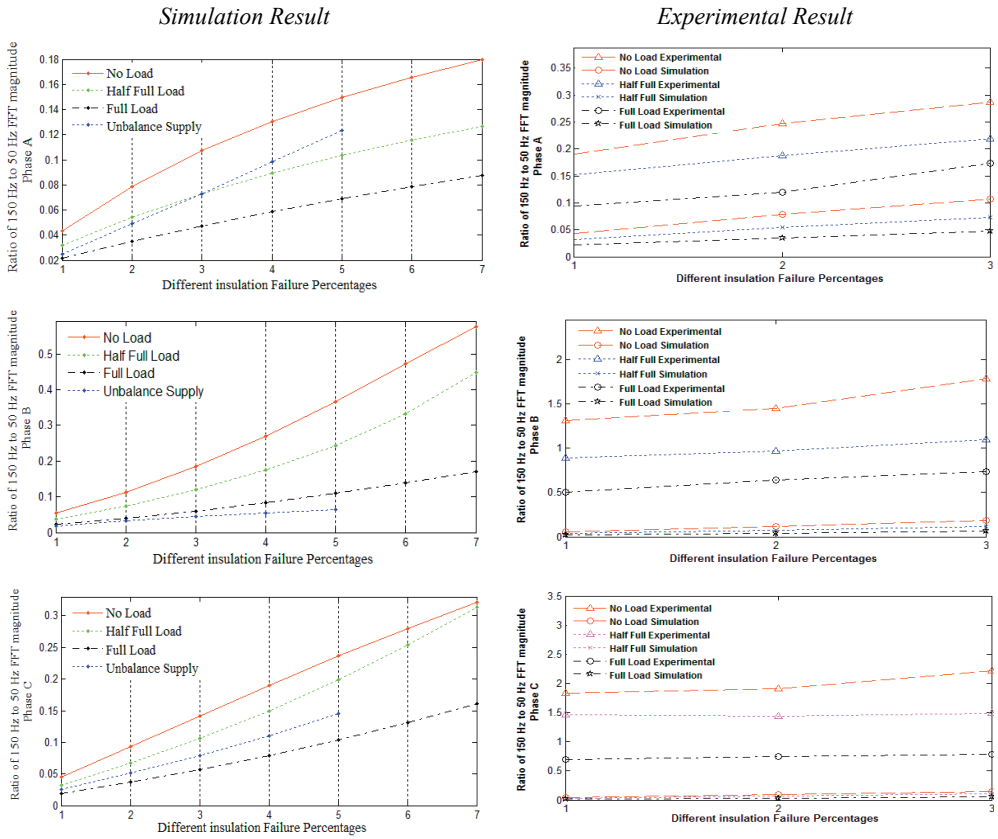 Simulation Result
Experimental Result
Ratio of 150 Hz to 50 Hz FFT magnitude
Phase A
0.18
0.16
0.14
0.12
0.1
0.08
0.06
0.04
0.02
No Load
Half Full Load
Full Load
Unbalance Supply
1 2 3 4 5 6 7
Different insulation Failure Percentages
Ratio of 150 Hz to 50 Hz FFT magnitude
Phase A
0.35
0.3
0.25
0.2
0.15
0.1
0.05
0
No Load Experimental
No Load Simulation
Half Full Experimental
Half Full Simulation
Full Load Experimental
Full Load Simulation
1 2 3
Different insulation Failure Percentages
Ratio of 150 Hz to 50 Hz FFT magnitude
Phase B
0.5
0.4
0.3
0.2
0.1
0
No Load
Half Full Load
Full Load
Unbalance Supply
1 2 3 4 5 6 7
Different insulation Failure Percentages
Ratio of 150 Hz to 50 Hz FFT magnitude
Phase B
2
1.5
1
0.5
0
No Load Experimental
No Load Simulation
Half Full Experimental
Half Full Simulation
Full Load Experimental
Full Load Simulation
1 2 3
Different insulation Failure Percentages
Ratio of 150 Hz to 50 Hz FFT magnitude
Phase C
0.3
0.25
0.2
0.15
0.1
0.05
0
No Load
Half Full Load
Full Load
Unbalance Supply
1 2 3 4 5 6 7
Different insulation Failure Percentages
Ratio of 150 Hz to 50 Hz FFT magnitude
Phase C
3.5
3
2.5
2
1.5
1
0.5
0
No Load Experimental
No Load Simulation
Half Full Experimental
Half Full Simulation
Full Load Experimental
Full Load Simulation
1 2 3
Different insulation Failure Percentages